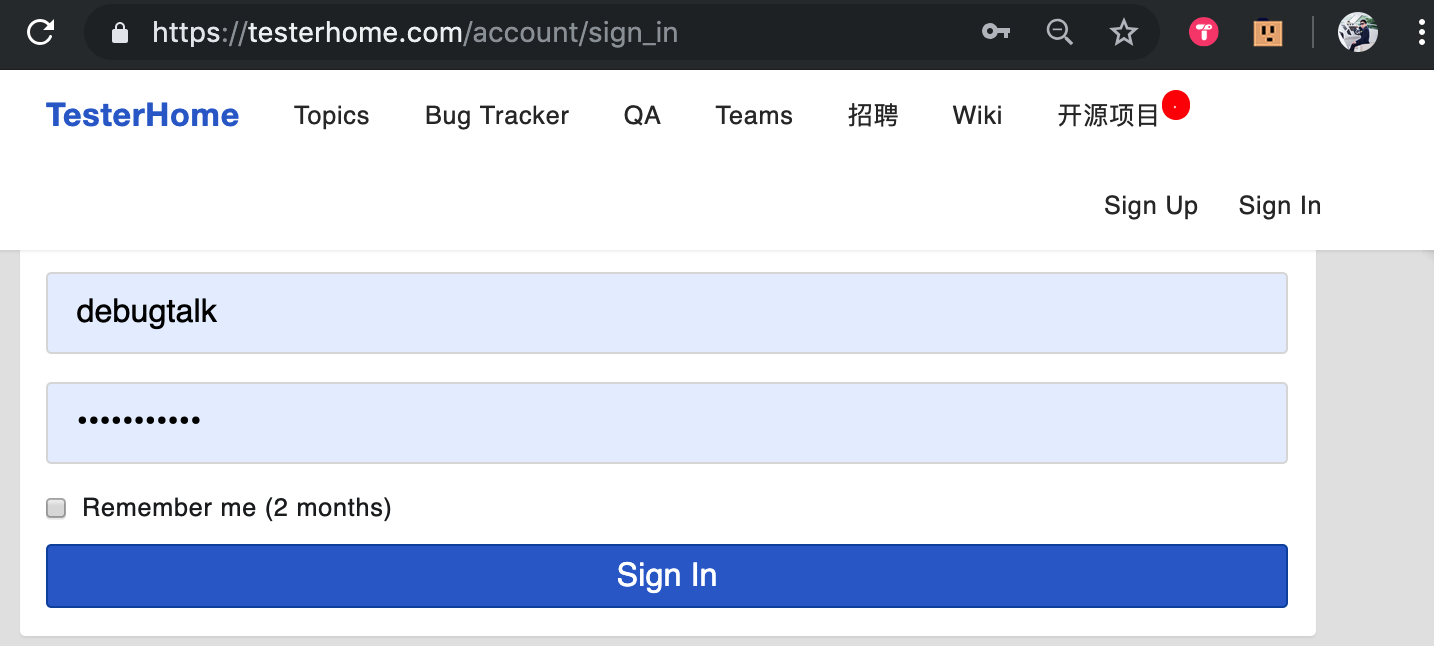 https://testerhome.com/account/sign_in
TesterHome Topics Bug Tracker QA Teams 招聘 Wiki 开源项目
Sign Up Sign In
debugtalk
•••••••••••
Remember me (2 months)
Sign In